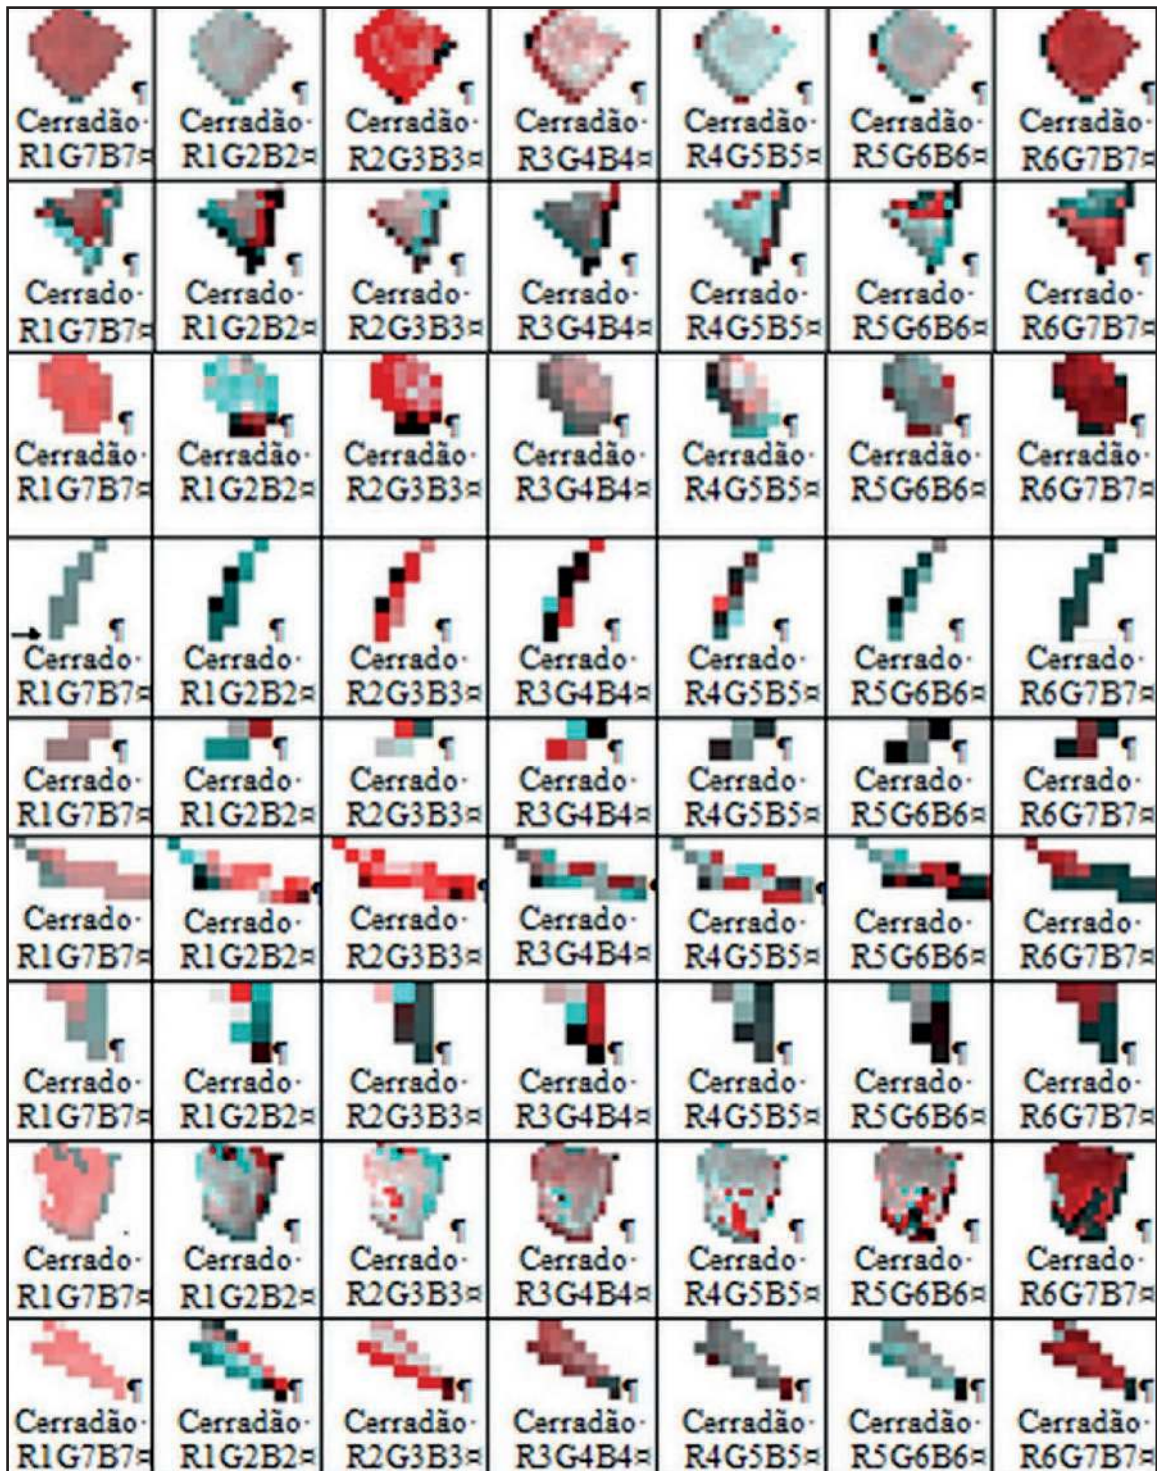 ¶ ¶ ¶ ¶ ¶ ¶ ¶
Cerradão· Cerradão· Cerradão· Cerradão· Cerradão· Cerradão· Cerradão·
R1G7B7¤ R1G2B2¤ R2G3B3¤ R3G4B4¤ R4G5B5¤ R5G6B6¤ R6G7B7¤
¶ ¶ ¶ ¶ ¶ ¶ ¶
Cerrado· Cerrado· Cerrado· Cerrado· Cerrado· Cerrado· Cerrado·
R1G7B7¤ R1G2B2¤ R2G3B3¤ R3G4B4¤ R4G5B5¤ R5G6B6¤ R6G7B7¤
¶ ¶ ¶ ¶ ¶ ¶ ¶
Cerradão· Cerradão· Cerradão· Cerradão· Cerradão· Cerradão· Cerradão·
R1G7B7¤ R1G2B2¤ R2G3B3¤ R3G4B4¤ R4G5B5¤ R5G6B6¤ R6G7B7¤
¶ ¶ ¶ ¶ ¶ ¶ ¶
Cerrado· Cerrado· Cerrado· Cerrado· Cerrado· Cerrado· Cerrado·
R1G7B7¤ R1G2B2¤ R2G3B3¤ R3G4B4¤ R4G5B5¤ R5G6B6¤ R6G7B7¤
¶ ¶ ¶ ¶ ¶ ¶ ¶
Cerrado· Cerrado· Cerrado· Cerrado· Cerrado· Cerrado· Cerrado·
R1G7B7¤ R1G2B2¤ R2G3B3¤ R3G4B4¤ R4G5B5¤ R5G6B6¤ R6G7B7¤
Cerrado· Cerrado· Cerrado· Cerrado· Cerrado· Cerrado· Cerrado·
R1G7B7¤ R1G2B2¤ R2G3B3¤ R3G4B4¤ R4G5B5¤ R5G6B6¤ R6G7B7¤
¶ ¶ ¶ ¶ ¶ ¶ ¶
Cerrado· Cerrado· Cerrado· Cerrado· Cerrado· Cerrado· Cerrado·
R1G7B7¤ R1G2B2¤ R2G3B3¤ R3G4B4¤ R4G5B5¤ R5G6B6¤ R6G7B7¤
¶ ¶ ¶ ¶ ¶ ¶
Cerrado· Cerrado· Cerrado· Cerrado· Cerrado· Cerrado· Cerrado·
R1G7B7¤ R1G2B2¤ R2G3B3¤ R3G4B4¤ R4G5B5¤ R5G6B6¤ R6G7B7¤
¶ ¶ ¶ ¶ ¶ ¶ ¶
Cerradão· Cerradão· Cerradão· Cerradão· Cerradão· Cerradão· Cerradão·
R1G7B7¤ R1G2B2¤ R2G3B3¤ R3G4B4¤ R4G5B5¤ R5G6B6¤ R6G7B7¤